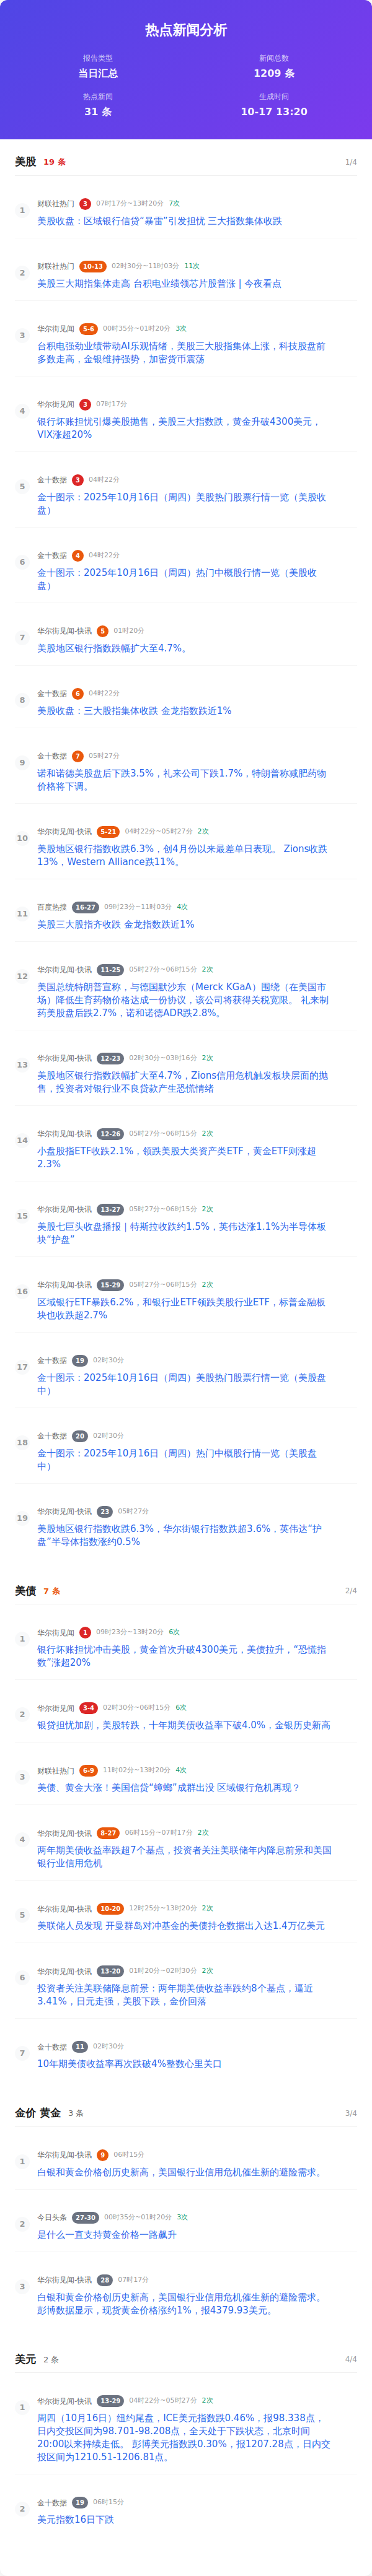 热点新闻分析
报告类型
新闻总数
当日汇总
1209 条
热点新闻
生成时间
31 条
10-17 13:20
美股 19 条 1/4
1
财联社热门 3 07时17分~13时20分 7次
美股收盘：区域银行信贷“暴雷”引发担忧 三大指数集体收跌
2
财联社热门 10-13 02时30分~11时03分 11次
美股三大期指集体走高 台积电业绩领芯片股普涨 | 今夜看点
3
华尔街见闻 5-6 00时35分~01时20分 3次
台积电强劲业绩带动AI乐观情绪，美股三大股指集体上涨，科技股盘前
多数走高，金银维持强势，加密货币震荡
4
华尔街见闻 3 07时17分
银行坏账担忧引爆美股抛售，美股三大指数跌，黄金升破4300美元，
VIX涨超20%
5
金十数据 3 04时22分
金十图示：2025年10月16日（周四）美股热门股票行情一览（美股收
盘）
6
金十数据 4 04时22分
金十图示：2025年10月16日（周四）热门中概股行情一览（美股收
盘）
7
华尔街见闻-快讯 5 01时20分
美股地区银行指数跌幅扩大至4.7%。
8
金十数据 6 04时22分
美股收盘：三大股指集体收跌 金龙指数跌近1%
9
金十数据 7 05时27分
诺和诺德美股盘后下跌3.5%，礼来公司下跌1.7%，特朗普称减肥药物
价格将下调。
10
华尔街见闻-快讯 5-21 04时22分~05时27分 2次
美股地区银行指数收跌6.3%，创4月份以来最差单日表现。 Zions收跌
13%，Western Alliance跌11%。
11
百度热搜 16-27 09时23分~11时03分 4次
美股三大股指齐收跌 金龙指数跌近1%
12
华尔街见闻-快讯 11-25 05时27分~06时15分 2次
美国总统特朗普宣称，与德国默沙东（Merck KGaA）围绕（在美国市
场）降低生育药物价格达成一份协议，该公司将获得关税宽限。 礼来制
药美股盘后跌2.7%，诺和诺德ADR跌2.8%。
13
华尔街见闻-快讯 12-23 02时30分~03时16分 2次
美股地区银行指数跌幅扩大至4.7%，Zions信用危机触发板块层面的抛
售，投资者对银行业不良贷款产生恐慌情绪
14
华尔街见闻-快讯 12-26 05时27分~06时15分 2次
小盘股指ETF收跌2.1%，领跌美股大类资产类ETF，黄金ETF则涨超
2.3%
15
华尔街见闻-快讯 13-27 05时27分~06时15分 2次
美股七巨头收盘播报｜特斯拉收跌约1.5%，英伟达涨1.1%为半导体板
块“护盘”
16
华尔街见闻-快讯 15-29 05时27分~06时15分 2次
区域银行ETF暴跌6.2%，和银行业ETF领跌美股行业ETF，标普金融板
块也收跌超2.7%
17
金十数据 19 02时30分
金十图示：2025年10月16日（周四）美股热门股票行情一览（美股盘
中）
18
金十数据 20 02时30分
金十图示：2025年10月16日（周四）热门中概股行情一览（美股盘
中）
19
华尔街见闻-快讯 23 05时27分
美股地区银行指数收跌6.3%，华尔街银行指数跌超3.6%，英伟达“护
盘”半导体指数涨约0.5%
美债 7 条 2/4
1
华尔街见闻 1 09时23分~13时20分 6次
银行坏账担忧冲击美股，黄金首次升破4300美元，美债拉升，“恐慌指
数”涨超20%
2
华尔街见闻 3-4 02时30分~06时15分 6次
银贷担忧加剧，美股转跌，十年期美债收益率下破4.0%，金银历史新高
3
财联社热门 6-9 11时02分~13时20分 4次
美债、黄金大涨！美国信贷“蟑螂”成群出没 区域银行危机再现？
4
华尔街见闻-快讯 8-27 06时15分~07时17分 2次
两年期美债收益率跌超7个基点，投资者关注美联储年内降息前景和美国
银行业信用危机
5
华尔街见闻-快讯 10-20 12时25分~13时20分 2次
美联储人员发现 开曼群岛对冲基金的美债持仓数据出入达1.4万亿美元
6
华尔街见闻-快讯 13-20 01时20分~02时30分 2次
投资者关注美联储降息前景：两年期美债收益率跌约8个基点，逼近
3.41%，日元走强，美股下跌，金价回落
7
金十数据 11 02时30分
10年期美债收益率再次跌破4%整数心里关口
金价 黄金 3 条 3/4
1
华尔街见闻-快讯 9 06时15分
白银和黄金价格创历史新高，美国银行业信用危机催生新的避险需求。
2
今日头条 27-30 00时35分~01时20分 3次
是什么一直支持黄金价格一路飙升
3
华尔街见闻-快讯 28 07时17分
白银和黄金价格创历史新高，美国银行业信用危机催生新的避险需求。
彭博数据显示，现货黄金价格涨约1%，报4379.93美元。
美元 2 条 4/4
1
华尔街见闻-快讯 13-29 04时22分~05时27分 2次
周四（10月16日）纽约尾盘，ICE美元指数跌0.46%，报98.338点，
日内交投区间为98.701-98.208点，全天处于下跌状态，北京时间
20:00以来持续走低。 彭博美元指数跌0.30%，报1207.28点，日内交
投区间为1210.51-1206.81点。
2
金十数据 19 06时15分
美元指数16日下跌